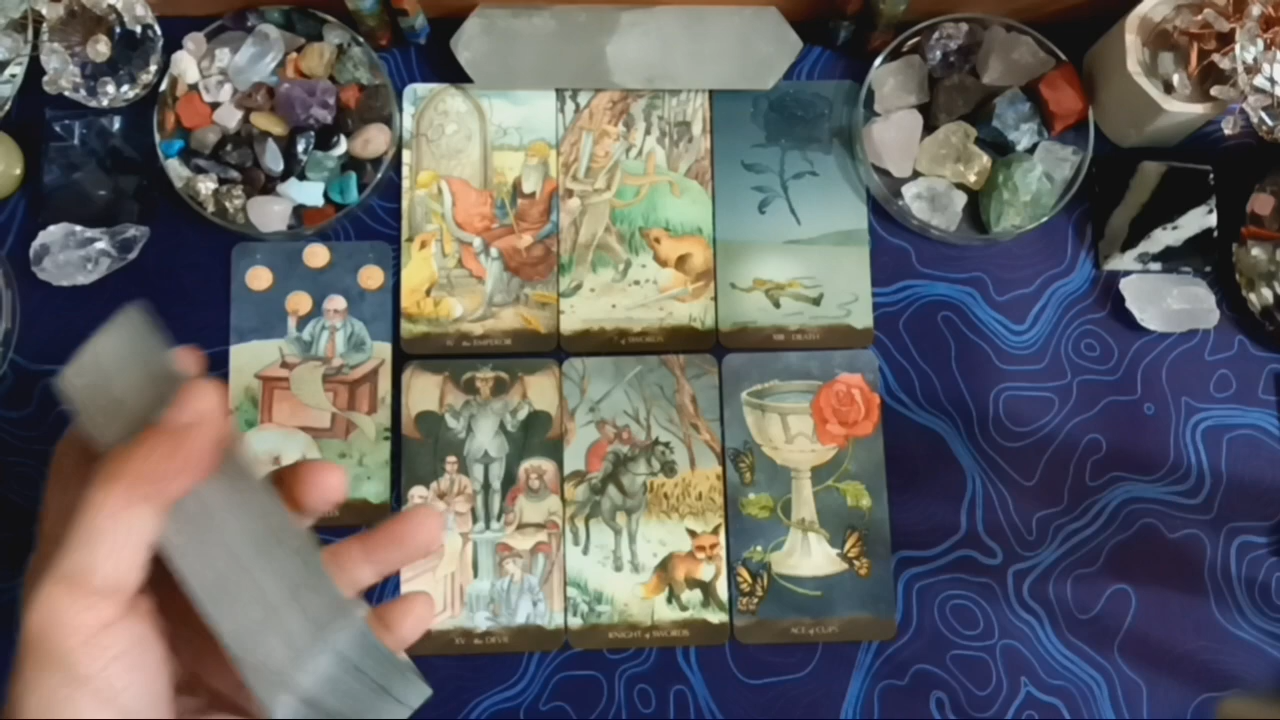 IV the EMPEROR
of SWORDS
XIII DEATH
XV the DEVIL
KNIGHT of SWORDS
ACE of CUPS